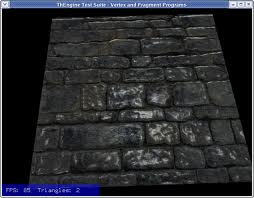 ThEngine Test Suite - Vertex and Fragment Programs
FPS: 85 Triangles: 2